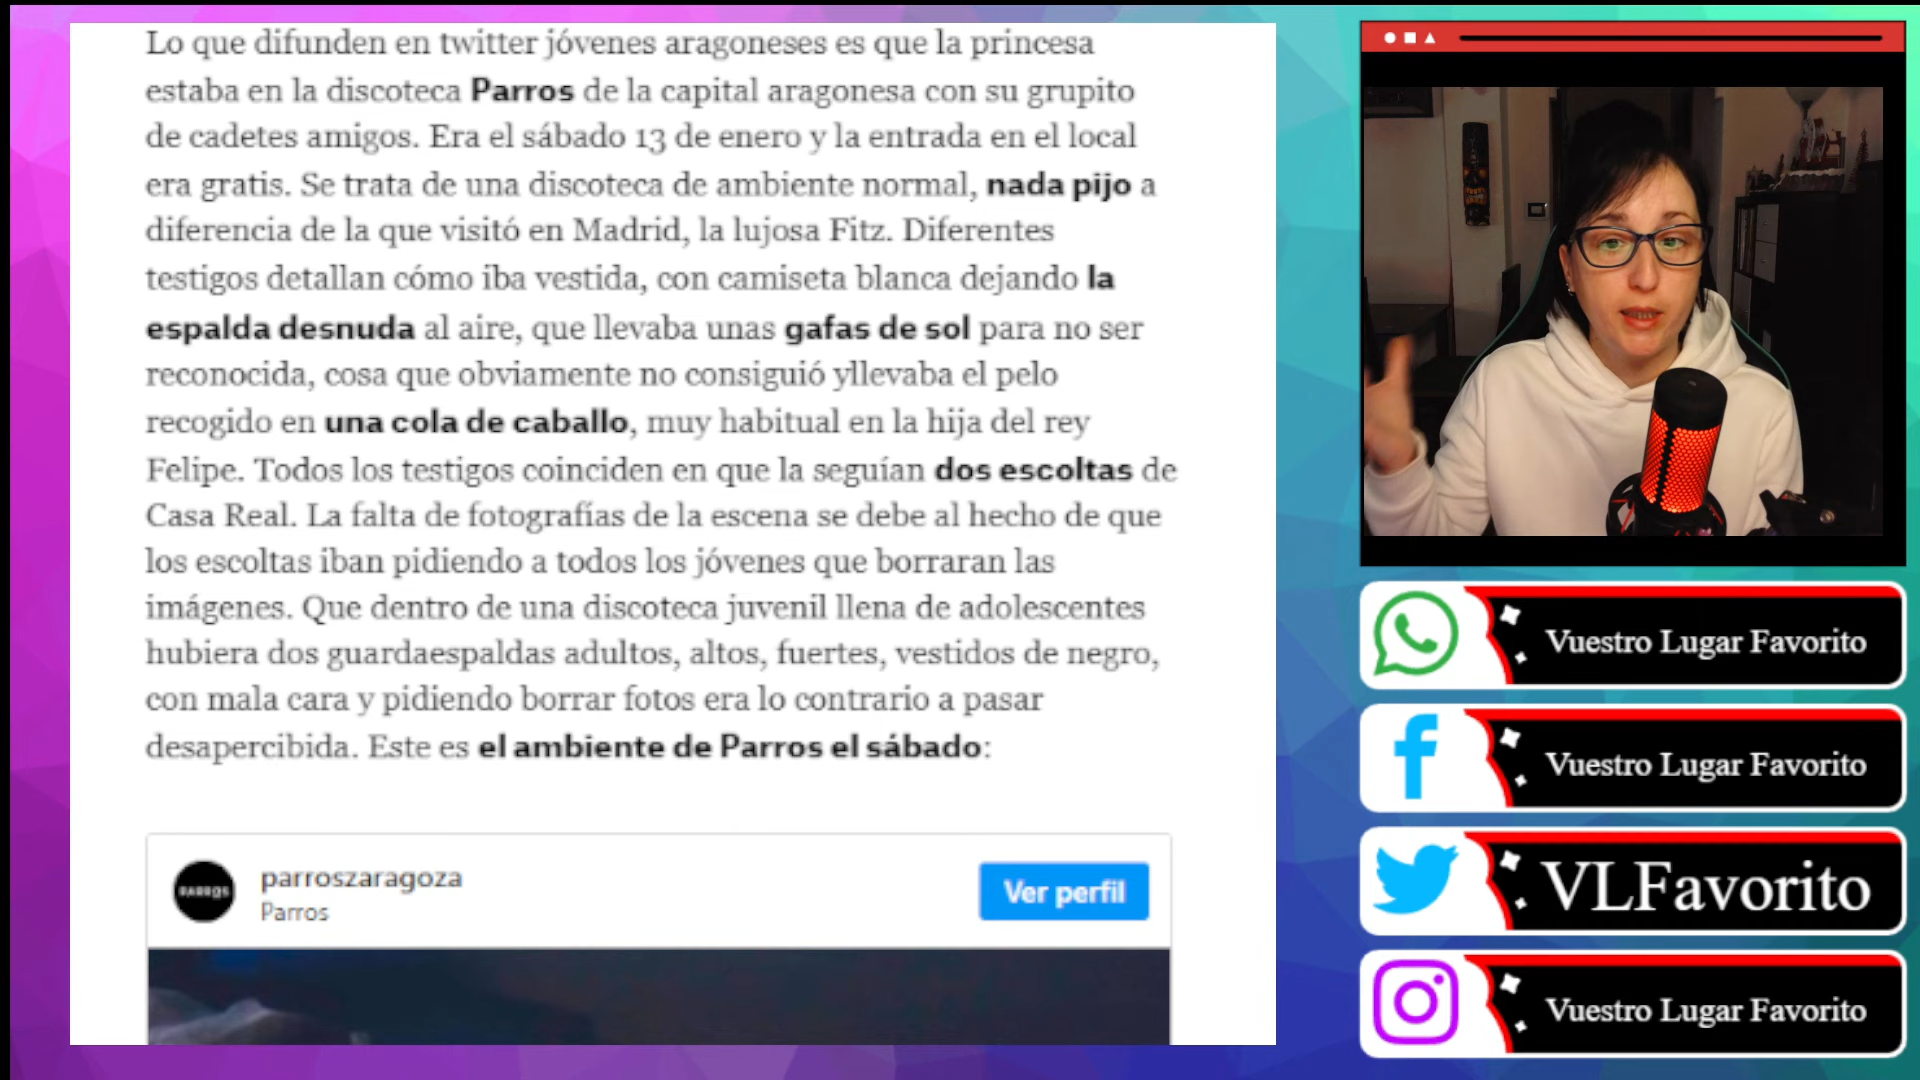 Lo que difunden en twitter jóvenes aragoneses es que la princesa
estaba en la discoteca Parros de la capital aragonesa con su grupito
de cadetes amigos. Era el sábado 13 de enero y la entrada en el local
era gratis. Se trata de una discoteca de ambiente normal, nada pijo a
diferencia de la que visitó en Madrid, la lujosa Fitz. Diferentes
testigos detallan cómo iba vestida, con camiseta blanca dejando la
espalda desnuda al aire, que llevaba unas gafas de sol para no ser
reconocida, cosa que obviamente no consiguió yllevaba el pelo
recogido en una cola de caballo, muy habitual en la hija del rey
Felipe. Todos los testigos coinciden en que la seguían dos escoltas de
Casa Real. La falta de fotografías de la escena se debe al hecho de que
los escoltas iban pidiendo a todos los jóvenes que borraran las
imágenes. Que dentro de una discoteca juvenil llena de adolescentes
hubiera dos guardaespaldas adultos, altos, fuertes, vestidos de negro,
con mala cara y pidiendo borrar fotos era lo contrario a pasar
desapercibida. Este es el ambiente de Parros el sábado:
PARROS
parroszaragoza
Parros
Ver perfil
Vuestro Lugar Favorito
Vuestro Lugar Favorito
VLFavorito
Vuestro Lugar Favorito